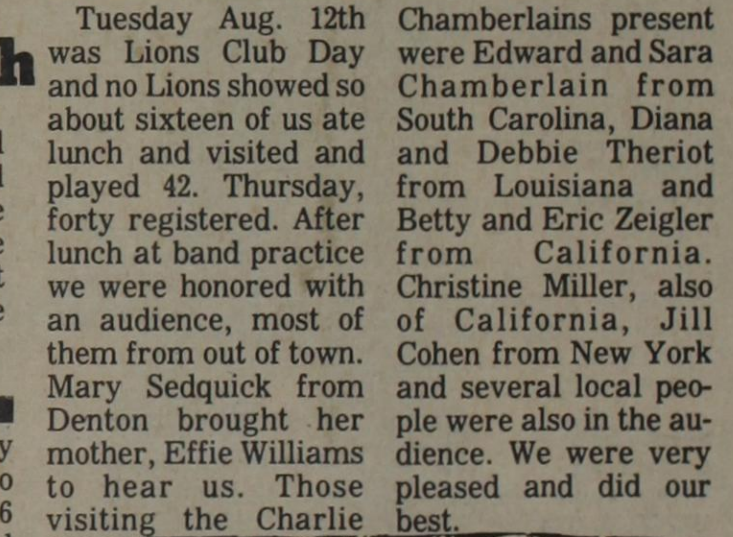 Tuesday Aug. 12th
was Lions Club Day
and no Lions showed so
about sixteen of us ate
lunch and visited and
played 42. Thursday,
forty registered. After
lunch at band practice
we were honored with
an audience, most of
them from out of town.
Mary Sedquick from
Denton brought her
mother, Effie Williams
to hear us. Those
visiting the Charlie
Chamberlains present
were Edward and Sara
Chamberlain from
South Carolina, Diana
and Debbie Theriot
from Louisiana and
Betty and Eric Zeigler
from California.
Christine Miller, also
of California, Jill
Cohen from New York
and several local peo-
ple were also in the au-
dience. We were very
pleased and did our
best.